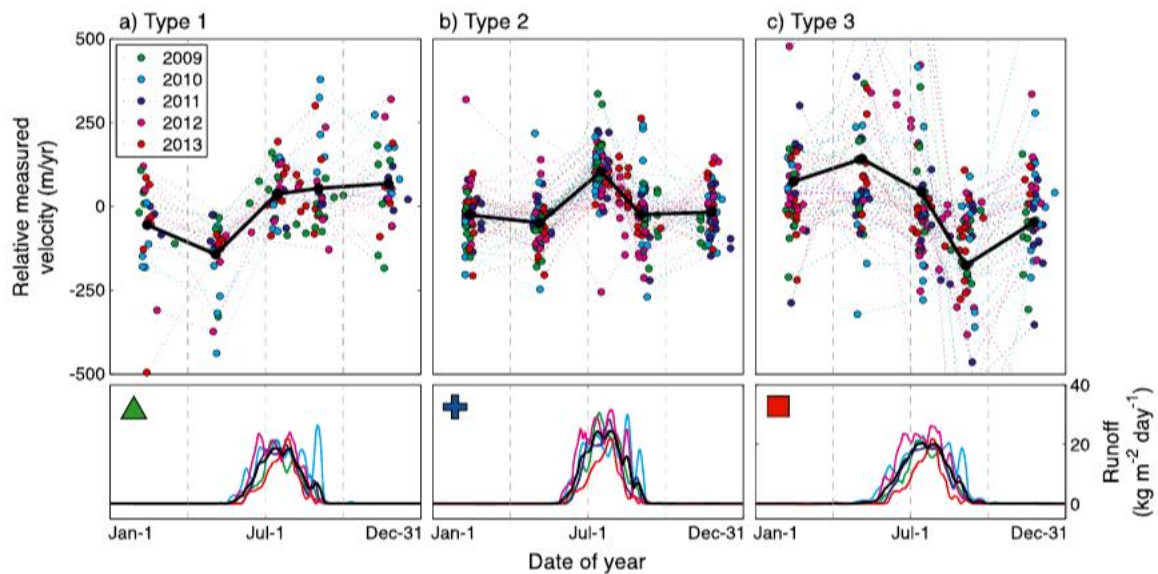 a) Type 1
b) Type 2
c) Type 3
500
250
0
-250
-500
Relative measured
velocity (m/yr)
2009
2010
2011
2012
2013
40
20
0
Runoff
(kg m⁻² day⁻¹)
Jan-1 Jul-1 Dec-31
Jan-1 Jul-1 Dec-31
Jan-1 Jul-1 Dec-31
Date of year